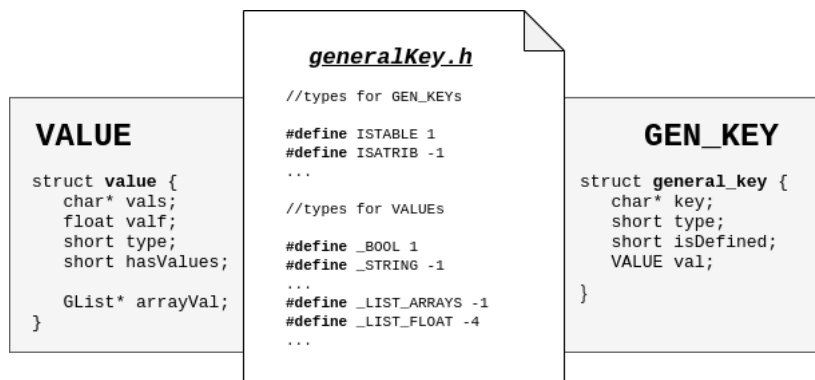 generalKey.h
//types for GEN_KEYs
#define ISTABLE 1
#define ISATRIB -1
...
//types for VALUEs
#define _BOOL 1
#define _STRING -1
...
#define _LIST_ARRAYS -1
#define _LIST_FLOAT -4
...
VALUE
struct value {
char* vals;
float valf;
short type;
short hasValues;
GList* arrayVal;
}
GEN_KEY
struct general_key {
char* key;
short type;
short isDefined;
VALUE val;
}